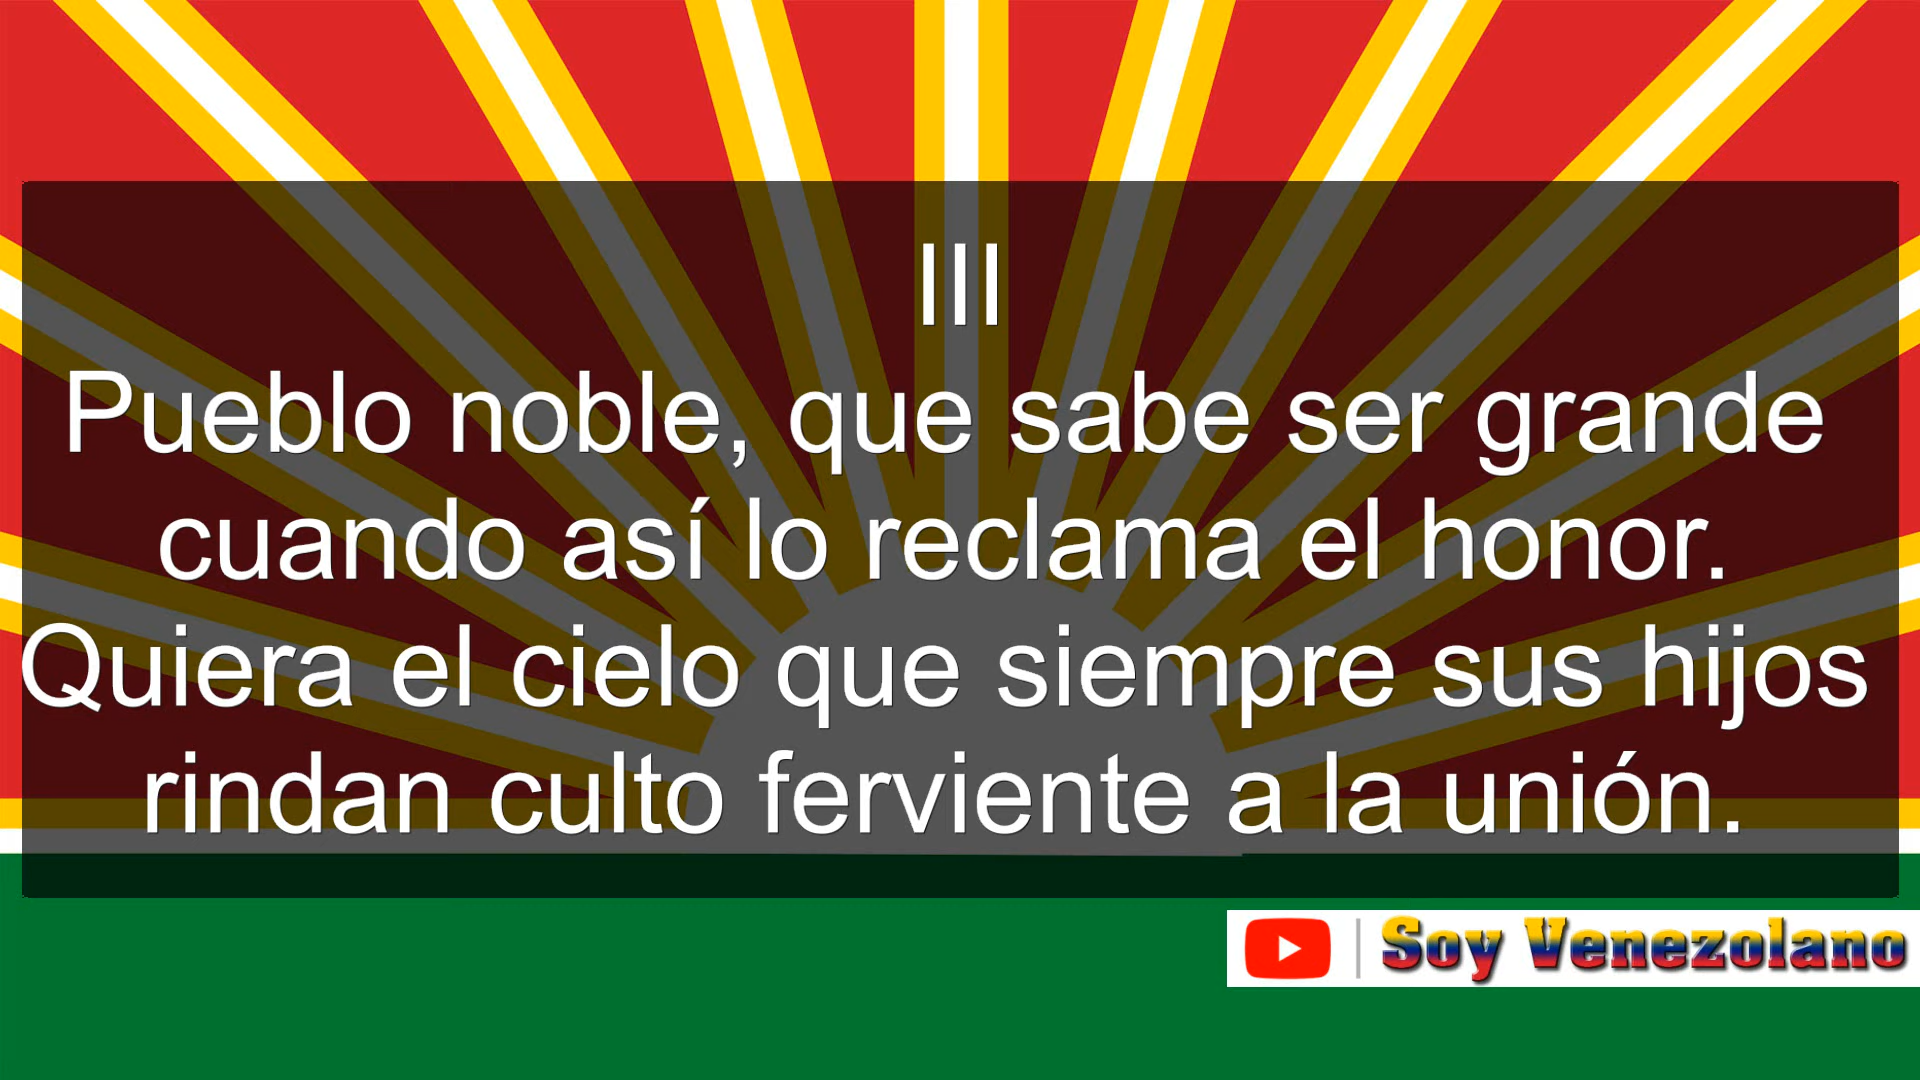 III
Pueblo noble, que sabe ser grande
cuando así lo reclama el honor.
Quiera el cielo que siempre sus hijos
rindan culto ferviente a la unión.
Soy Venezolano